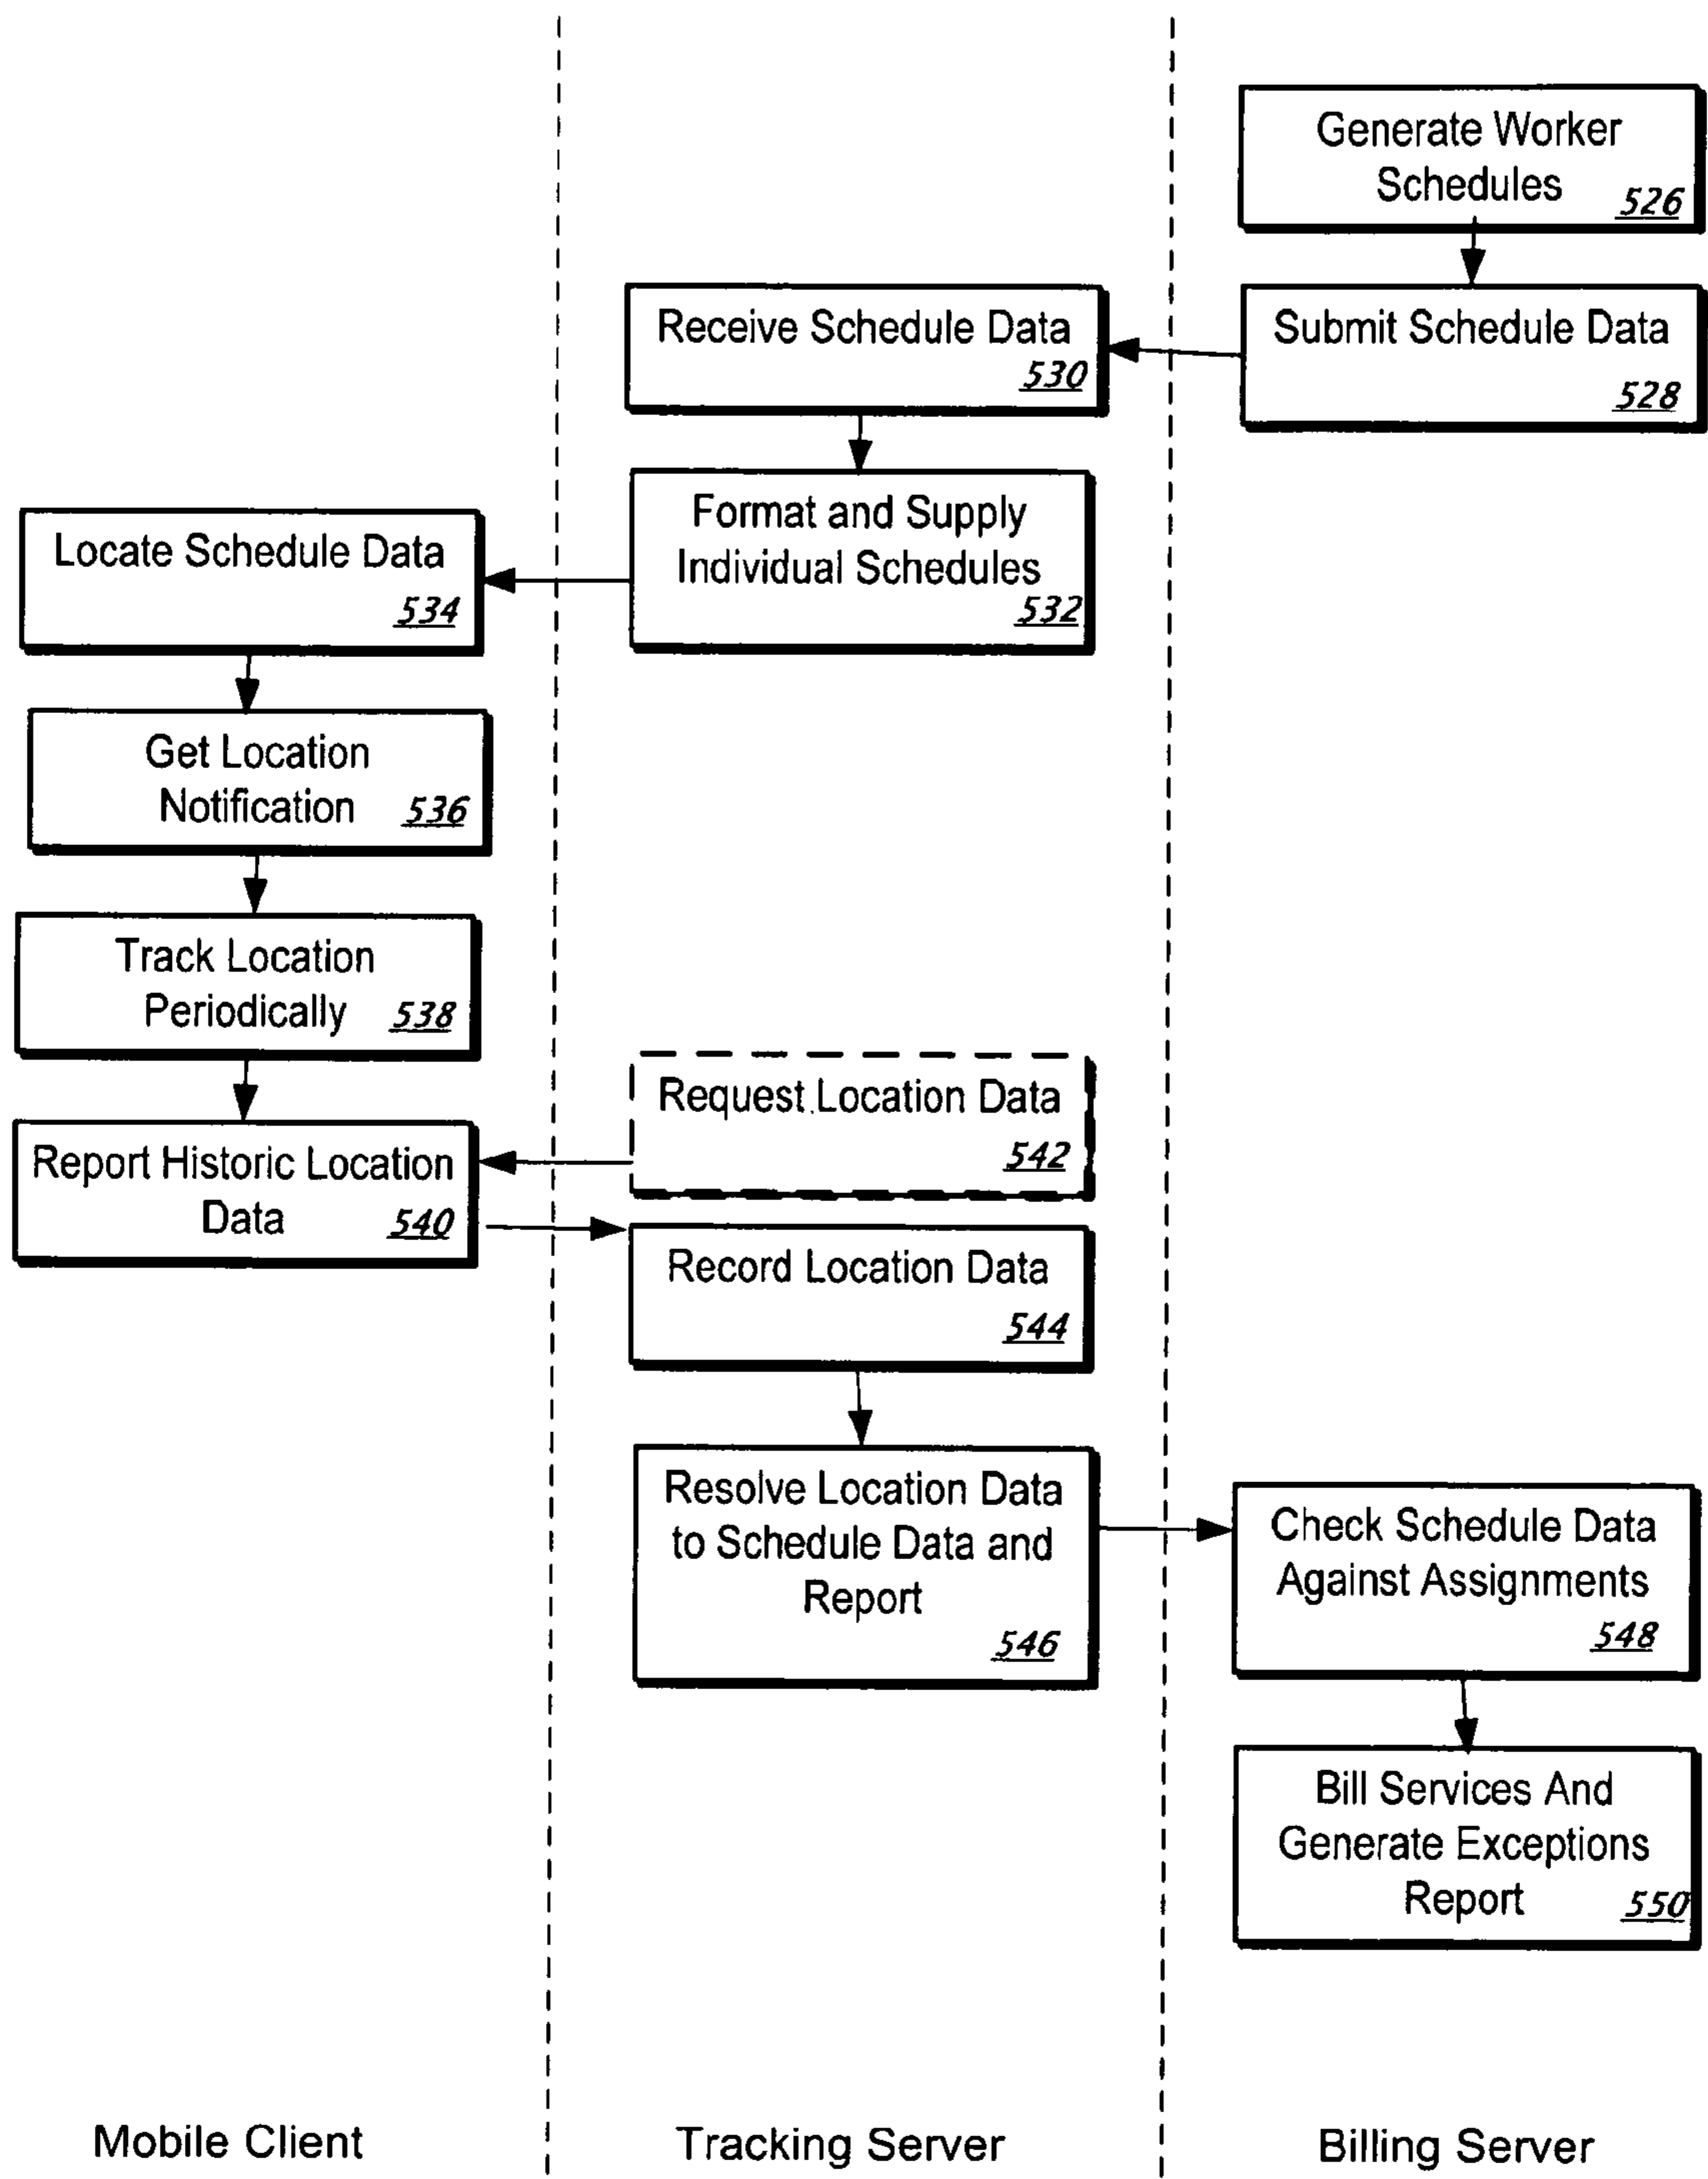 Generate Worker
Schedules 526
Submit Schedule Data
528
Receive Schedule Data
530
Format and Supply
Individual Schedules
532
Locate Schedule Data
534
Get Location
Notification 536
Track Location
Periodically 538
Report Historic Location
Data 540
Request Location Data
542
Record Location Data
544
Resolve Location Data
to Schedule Data and
Report
546
Check Schedule Data
Against Assignments
548
Bill Services And
Generate Exceptions
Report 550
Mobile Client
Tracking Server
Billing Server